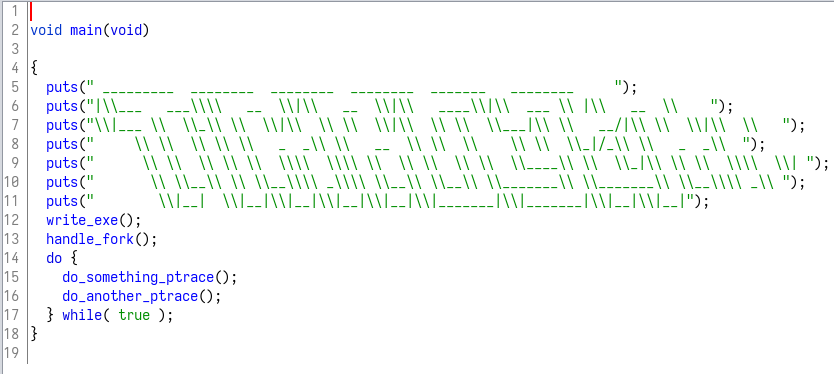 1
2 void main(void)
3
4 {
5   puts(" _________  ________  ________  ________  _______   ________     ");
6   puts("|\\___   ___\\\\   __  \\|\\   __  \\|\\   ____\\|\\  ___ \\ |\\   __  \\    ");
7   puts("\\|___ \\  \\_\\ \\  \\|\\  \\ \\  \\|\\  \\ \\  \\___|\\ \\   __/|\\ \\  \\|\\  \\   ");
8   puts("     \\ \\  \\ \\ \\   _  _\\ \\   __  \\ \\  \\    \\ \\  \\_|/_\\ \\   _  _\\  ");
9   puts("      \\ \\  \\ \\ \\  \\\\  \\\\ \\  \\ \\  \\ \\  \\____\\ \\  \\_|\\ \\ \\  \\\\  \\| ");
10   puts("       \\ \\__\\ \\ \\__\\\\ _\\\\ \\__\\ \\__\\ \\_______\\ \\_______\\ \\__\\\\ _\\ ");
11   puts("        \\|__|  \\|__|\\|__|\\|__|\\|__|\\|_______|\\|_______|\\|__|\\|__|");
12   write_exe();
13   handle_fork();
14   do {
15     do_something_ptrace();
16     do_another_ptrace();
17   } while( true );
18 }
19